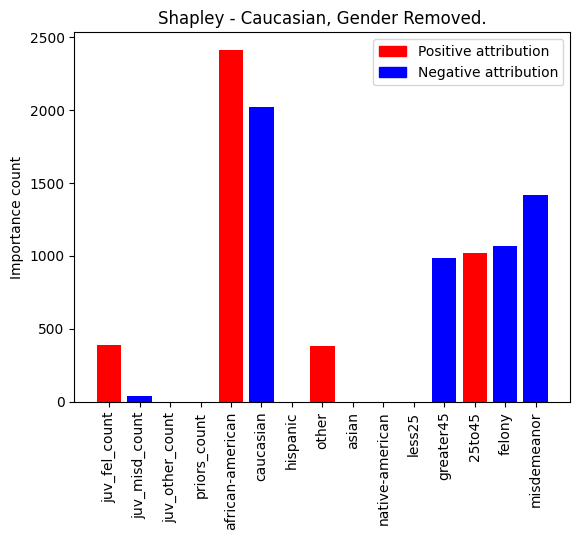 Shapley - Caucasian, Gender Removed.
Positive attribution
Negative attribution
Importance count
2500
2000
1500
1000
500
0
juv_fel_count
juv_misd_count
juv_other_count
priors_count
african-american
caucasian
hispanic
other
asian
native-american
less25
greater45
25to45
felony
misdemeanor